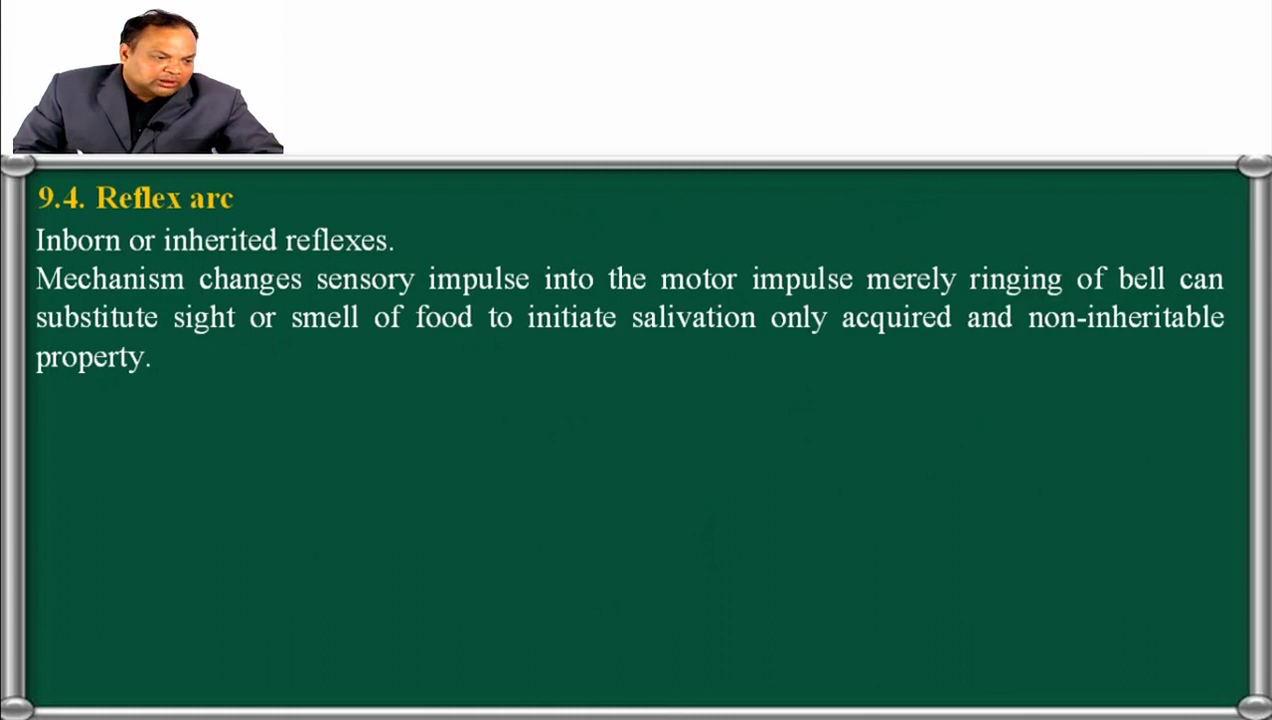 9.4. Reflex arc
Inborn or inherited reflexes.
Mechanism changes sensory impulse into the motor impulse merely ringing of bell can
substitute sight or smell of food to initiate salivation only acquired and non-inheritable
property.